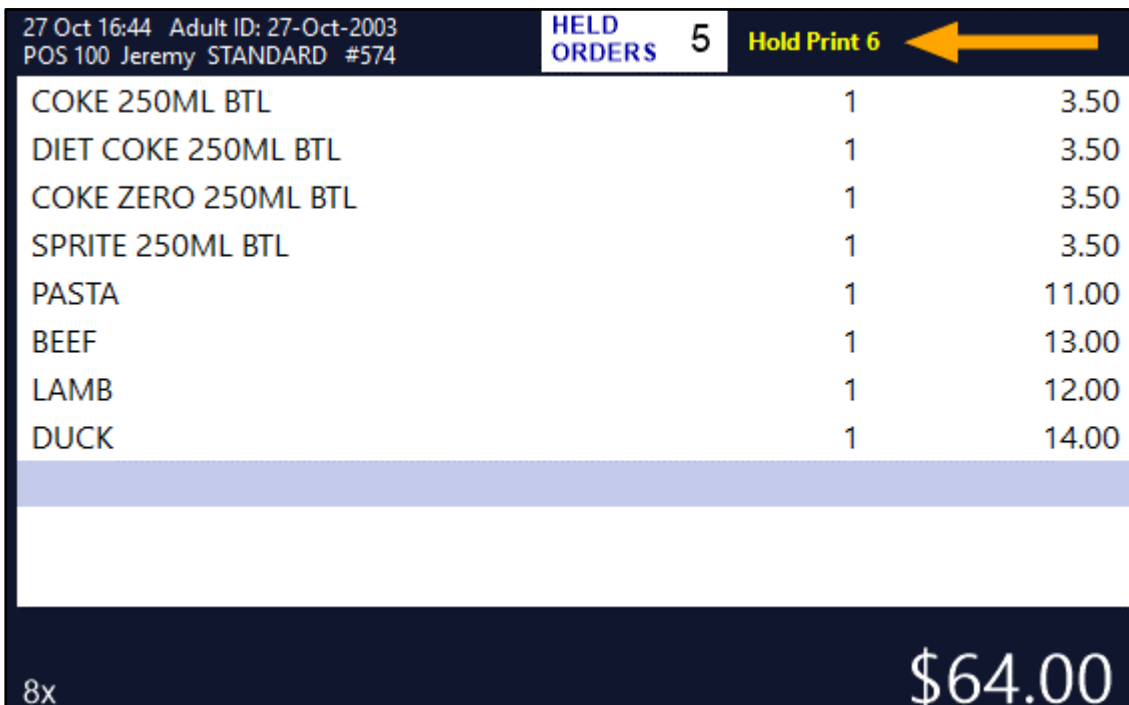 27 Oct 16:44 Adult ID: 27-Oct-2003
POS 100 Jeremy STANDARD #574
HELD
ORDERS 5
Hold Print 6
COKE 250ML BTL 1 3.50
DIET COKE 250ML BTL 1 3.50
COKE ZERO 250ML BTL 1 3.50
SPRITE 250ML BTL 1 3.50
PASTA 1 11.00
BEEF 1 13.00
LAMB 1 12.00
DUCK 1 14.00
8x $64.00